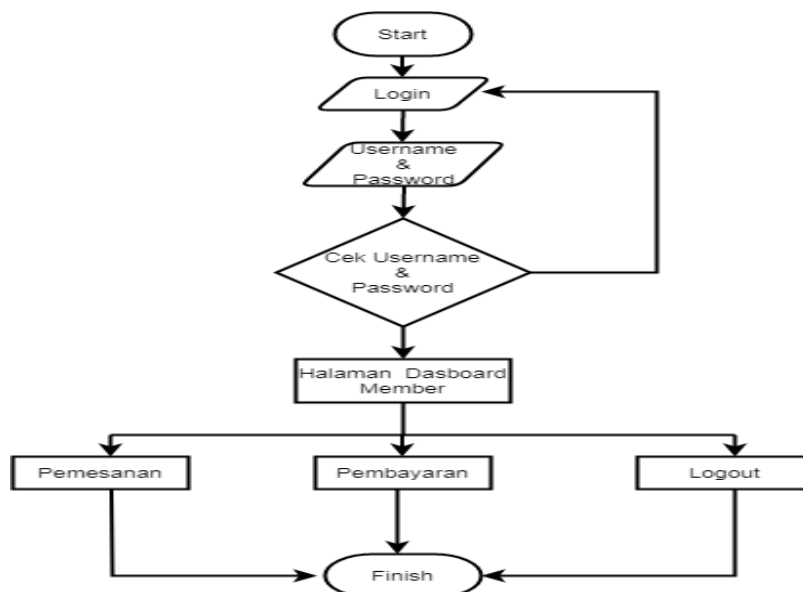 Start
Login
Username
&
Password
Cek Username
&
Password
Halaman Dasboard
Member
Pemesanan
Pembayaran
Logout
Finish